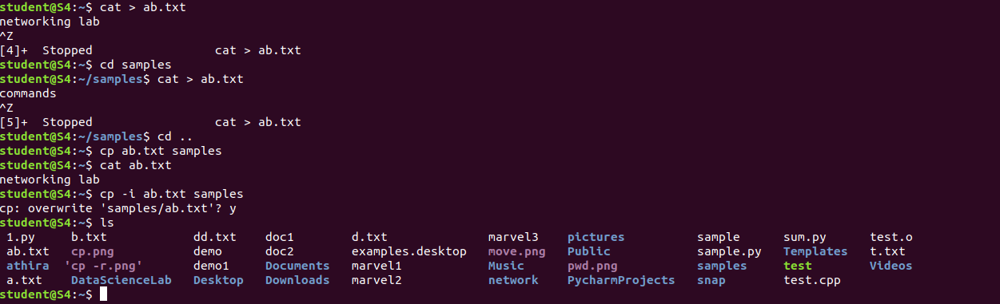 student@S4:~$ cat > ab.txt
networking lab
^Z
[4]+  Stopped                 cat > ab.txt
student@S4:~$ cd samples
student@S4:~/samples$ cat > ab.txt
commands
^Z
[5]+  Stopped                 cat > ab.txt
student@S4:~/samples$ cd ..
student@S4:~$ cp ab.txt samples
student@S4:~$ cat ab.txt
networking lab
student@S4:~$ cp -i ab.txt samples
cp: overwrite 'samples/ab.txt'? y
student@S4:~$ ls
 1.py     b.txt            dd.txt    doc1        d.txt              marvel3    pictures          sample      sum.py      test.o
 ab.txt   cp.png           demo      doc2        examples.desktop   move.png   Public            sample.py   Templates   t.txt
 athira  'cp -r.png'       demo1     Documents   marvel1            Music      pwd.png           samples     test        Videos
 a.txt    DataScienceLab   Desktop   Downloads   marvel2            network    PycharmProjects   snap        test.cpp
student@S4:~$